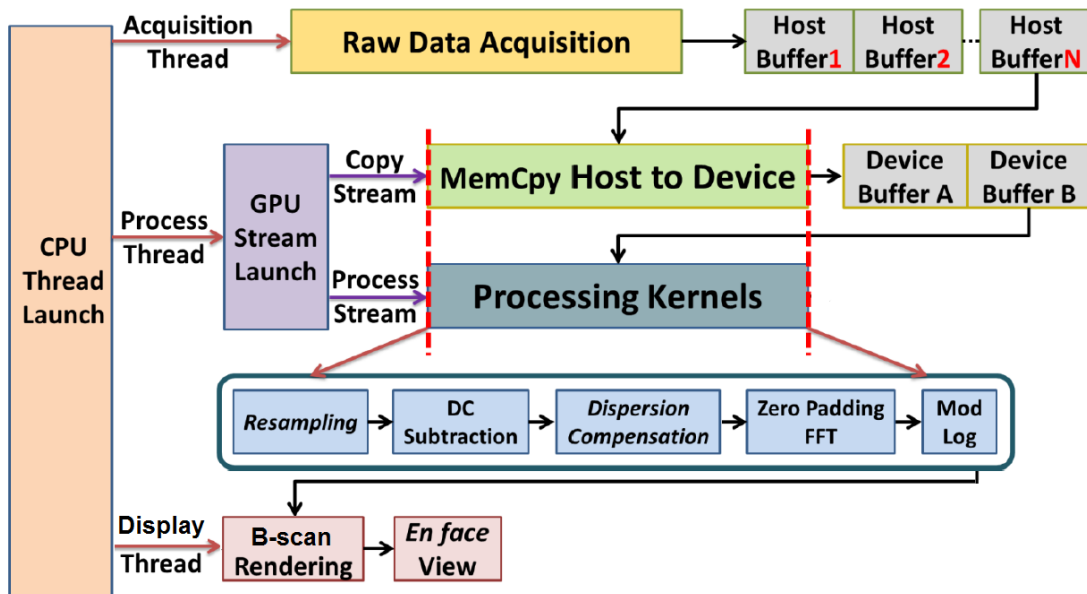 Acquisition
Thread
Raw Data Acquisition
Host
Buffer1
Host
Buffer2
Host
BufferN
CPU
Thread
Launch
Process
Thread
GPU
Stream
Launch
Copy
Stream
MemCpy Host to Device
Device
Buffer A
Device
Buffer B
Process
Stream
Processing Kernels
Resampling
DC
Subtraction
Dispersion
Compensation
Zero Padding
FFT
Mod
Log
Display
Thread
B-scan
Rendering
En face
View